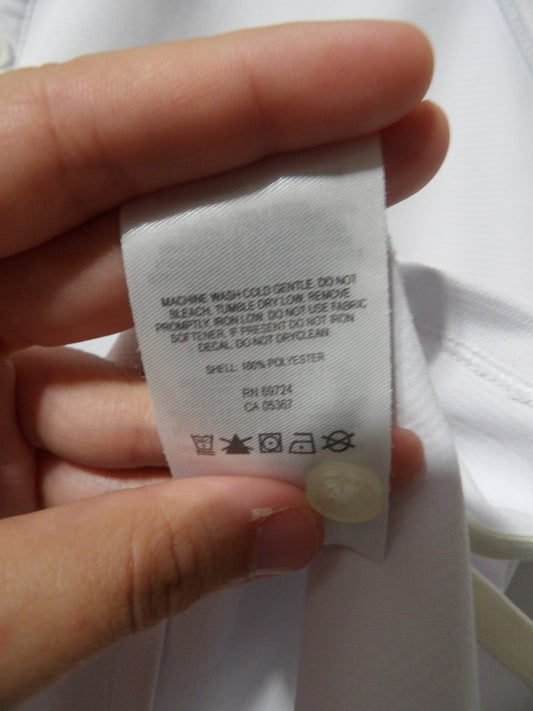 MACHINE WASH COLD GENTLE. DO NOT
BLEACH, TUMBLE DRY LOW. REMOVE
PROMPTLY, IRON LOW. DO NOT USE FABRIC
SOFTENER. IF PRESENT DO NOT IRON
DECAL. DO NOT DRYCLEAN.
SHELL: 100% POLYESTER
RN 69724
CA 05367